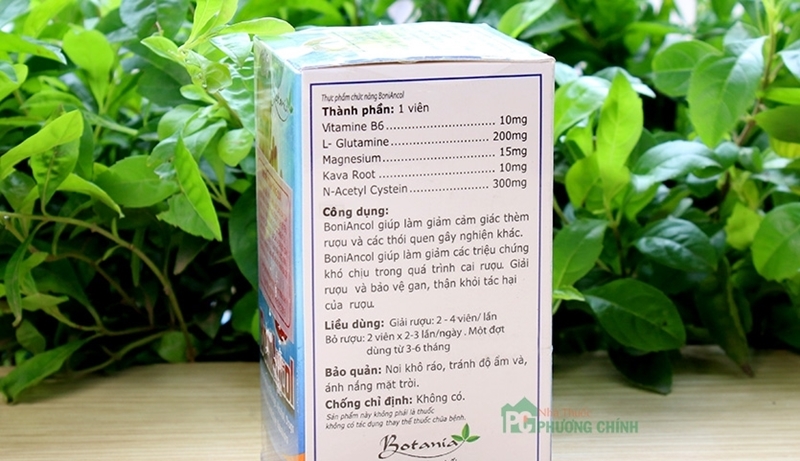 Thực phẩm chức năng BoniAncol
Thành phần: 1 viên
Vitamine B6.......................... 10mg
L- Glutamine ....................... 200mg
Magnesium.......................... 15mg
Kava Root ........................... 10mg
N-Acetyl Cystein................... 300mg
Công dụng:
BoniAncol giúp làm giảm cảm giác thèm
rượu và các thói quen gây nghiện khác.
BoniAncol giúp làm giảm các triệu chứng
khó chịu trong quá trình cai rượu. Giải
rượu và bảo vệ gan, thân khỏi tác hại
của rượu.
Liều dùng: Giải rượu: 2 - 4viên/ lần
Bỏ rượu: 2 viên x 2-3 lần/ngày . Một đợt
dùng từ 3-6 tháng
Bảo quản: Nơi khô ráo, tránh độ ẩm và,
ánh nắng mặt trời.
Chống chỉ định: Không có.
Sản phẩm này không phải là thuốc
không có tác dụng thay thế thuốc chữa bệnh.
Botania
PC Nhà Thuốc
PHƯƠNG CHÍNH